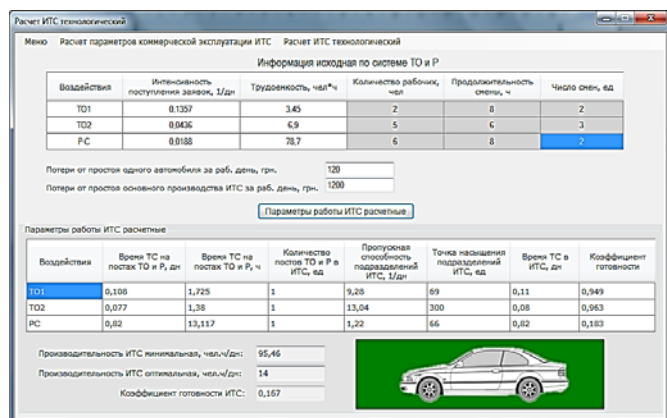 Расчет ИТС технологический
Меню Расчет параметров коммерческой эксплуатации ИТС Расчет ИТС технологический
Информация исходная по системе ТО и Р
Воздействия Интенсивность поступления заявок, 1/дн Трудоемкость, чел*ч Количество рабочих, чел Продолжительность смены, ч Число смен, ед
ТО1 0,1357 3,45 2 8 2
ТО2 0,0436 6,9 5 6 3
РС 0,0188 78,7 6 8 2
Потери от простоя одного автомобиля за раб. день, грн. 120
Потери от простоя основного производства ИТС за раб. день, грн. 1200
Параметры работы ИТС расчетные
Параметры работы ИТС расчетные
Воздействия Время ТС на постах ТО и Р, дн Время ТС на постах ТО и Р, ч Количество постов ТО и Р в ИТС, ед Пропускная способность подразделений ИТС, 1/дн Точка насыщения подразделений ИТС, ед Время ТС в ИТС, дн Коэффициент готовности
ТО1 0,108 1,725 1 9,28 69 0,11 0,949
ТО2 0,077 1,38 1 13,04 300 0,08 0,963
РС 0,82 13,117 1 1,22 66 0,82 0,183
Производительность ИТС минимальная, чел.ч/дн: 95,46
Производительность ИТС оптимальная, чел.ч/дн: 14
Коэффициент готовности ИТС: 0,167